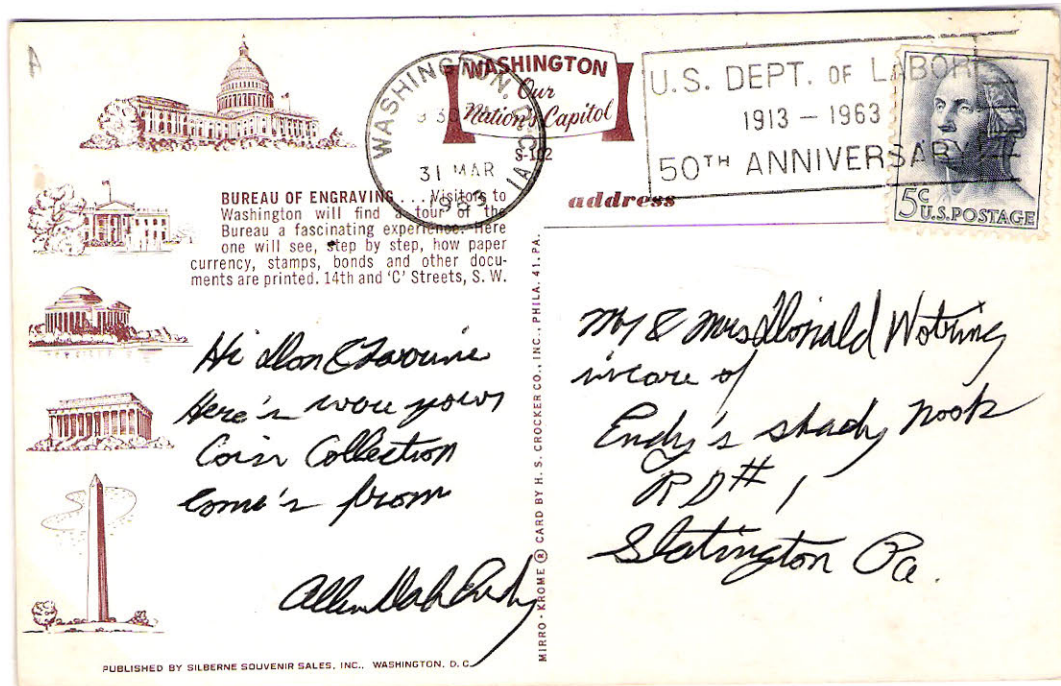 A
WASHINGTON
Our
Nation's Capitol
S-112
WASHINGTON, D.C.
31 MAR
1963
U.S. DEPT. OF LABOR
1913 — 1963
50TH ANNIVERSARY
5c
U.S. POSTAGE
BUREAU OF ENGRAVING . . . Visitors to
Washington will find a tour of the
Bureau a fascinating experience. Here
one will see, step by step, how paper
currency, stamps, bonds and other docu-
ments are printed. 14th and 'C' Streets, S. W.
address
Hi Don &
Here's were your
Coin Collection
Come's from
Allen
Mr & Mrs Donald Wotring
in care of
Endy's shady nook
RD# 1
Slatington Pa.
MIRRO-KROME ® CARD BY H. S. CROCKER CO., INC., PHILA. 41, PA.
PUBLISHED BY SILBERNE SOUVENIR SALES, INC., WASHINGTON, D. C.